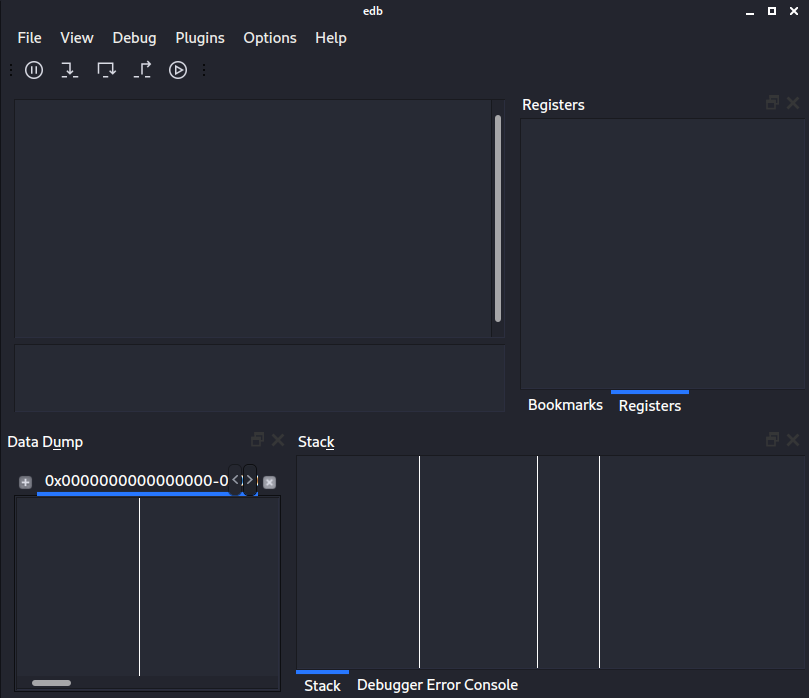 edb
File View Debug Plugins Options Help
Registers
Bookmarks Registers
Data Dump
Stack
0x0000000000000000-0
Stack Debugger Error Console